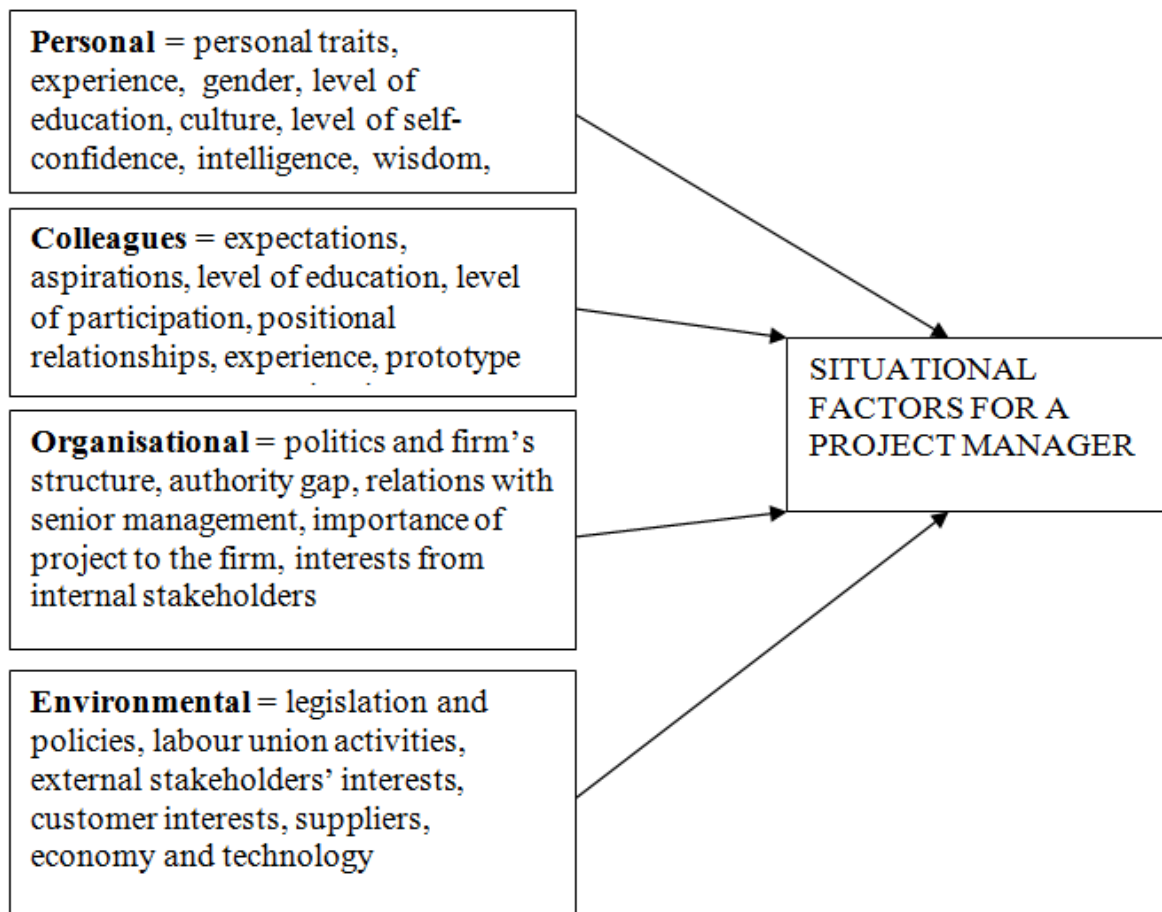 Personal = personal traits,
experience, gender, level of
education, culture, level of self-
confidence, intelligence, wisdom,
Colleagues = expectations,
aspirations, level of education, level
of participation, positional
relationships, experience, prototype
Organisational = politics and firm's
structure, authority gap, relations with
senior management, importance of
project to the firm, interests from
internal stakeholders
Environmental = legislation and
policies, labour union activities,
external stakeholders' interests,
customer interests, suppliers,
economy and technology
SITUATIONAL
FACTORS FOR A
PROJECT MANAGER